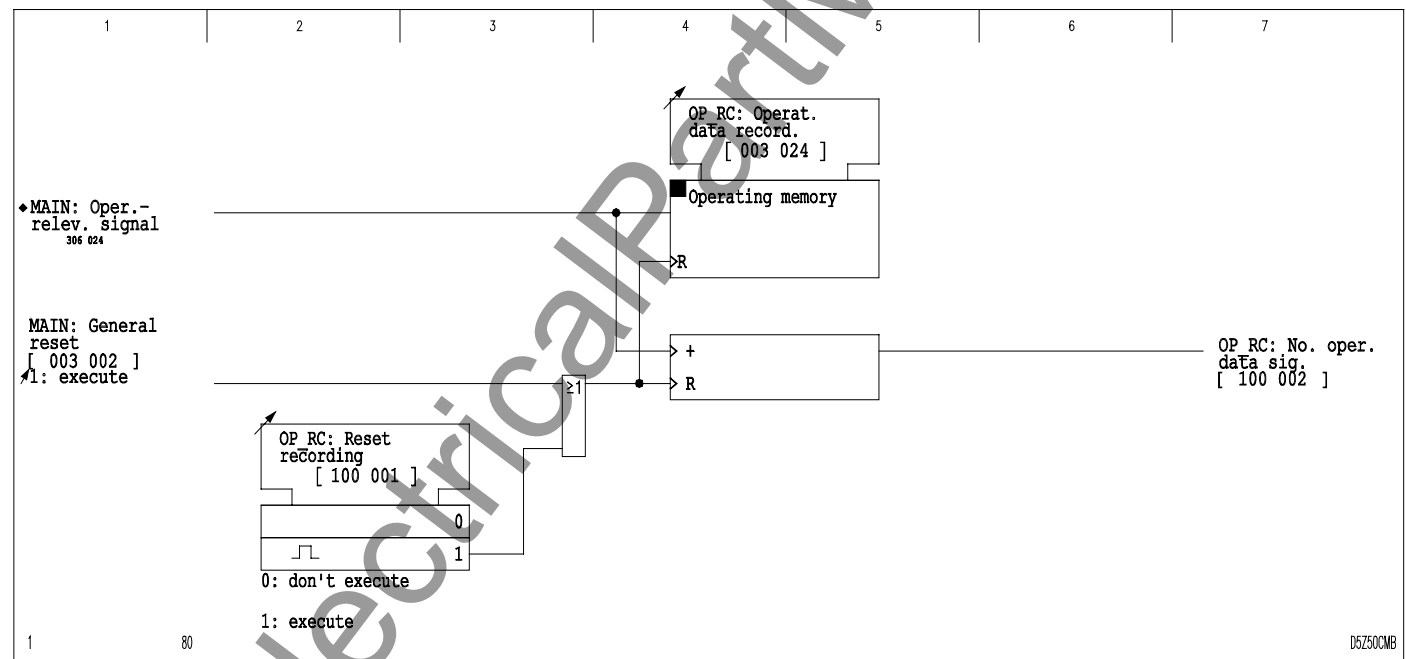 1 2 3 4 5 6 7
OP_RC: Operat.
data record.
[ 003 024 ]
Operating memory
R
◆MAIN: Oper.-
relev. signal
306 024
MAIN: General
reset
[ 003 002 ]
1: execute
≥1
+
R
OP_RC: No. oper.
data sig.
[ 100 002 ]
OP_RC: Reset
recording
[ 100 001 ]
0
1
0: don't execute
1: execute
1 80 D5Z50CMB